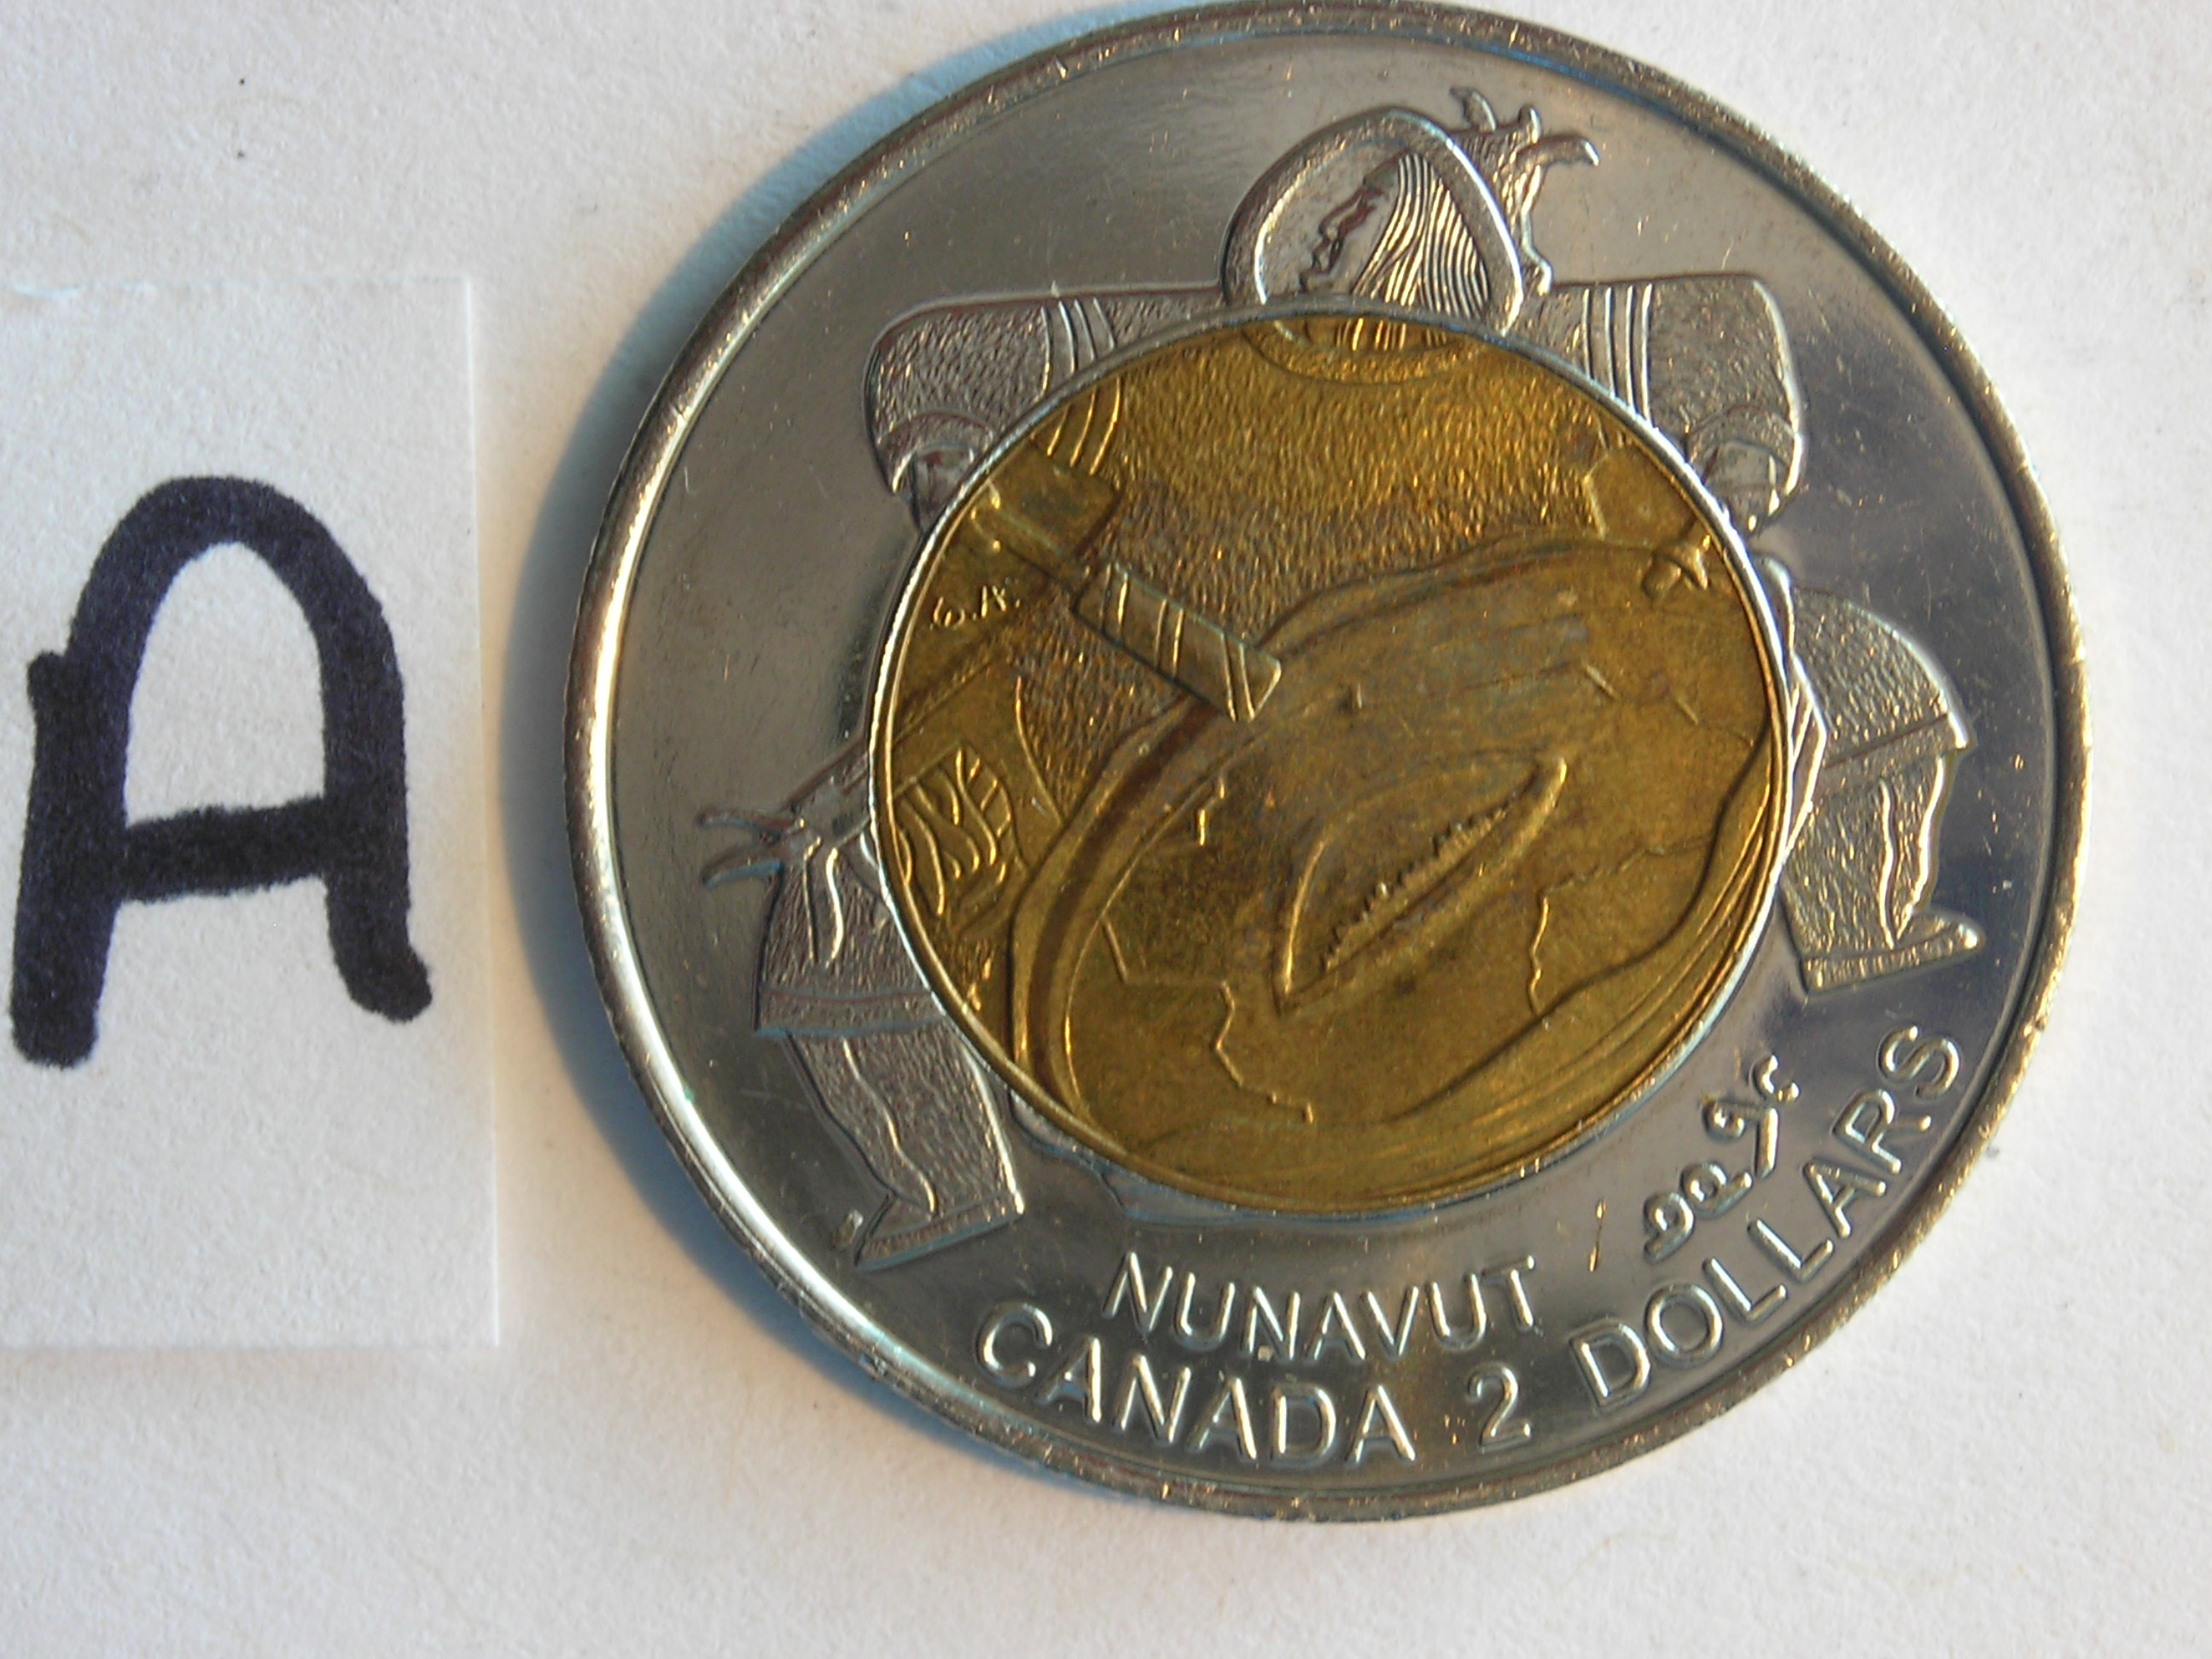 A
G.A.
NUNAVUT ᓄᓇᕗᑦ
CANADA 2 DOLLARS